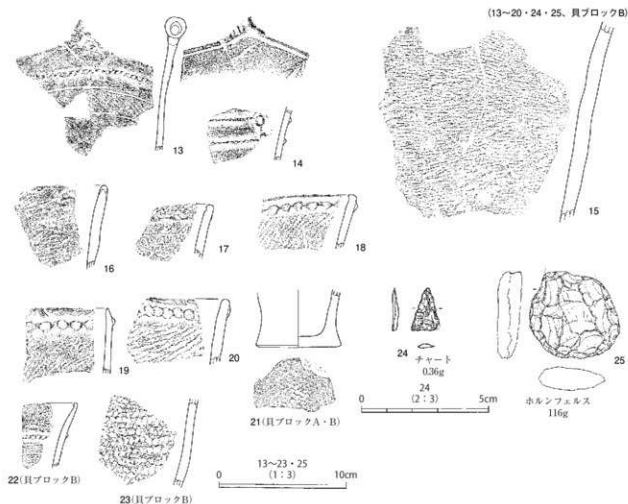 (13～20・24・25、貝ブロックB)
13
14
15
16
17
18
19
20
21(貝ブロックA・B)
24
チャート
0.36g
25
ホルンフェルス
116g
24
(2：3)
0
5cm
22(貝ブロックB)
23(貝ブロックB)
13～23・25
(1：3)
0
10cm